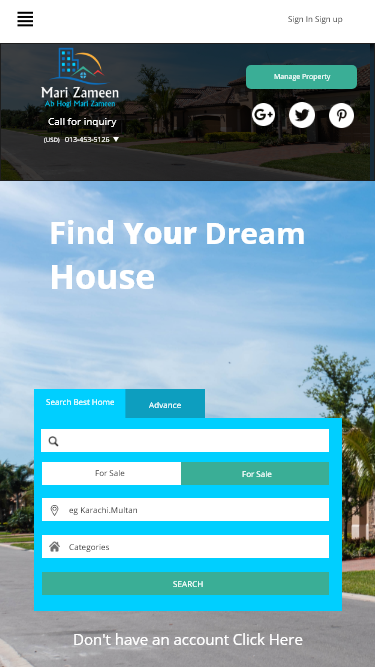 Sign In Sign up
Mari Zameen
Ab Hogi Mari Zameen
Manage Property
Call for inquiry
(USD) 013-453-5126
Find Your Dream
House
Search Best Home
Advance
For Sale
For Sale
eg Karachi.Multan
Categories
SEARCH
Don't have an account Click Here